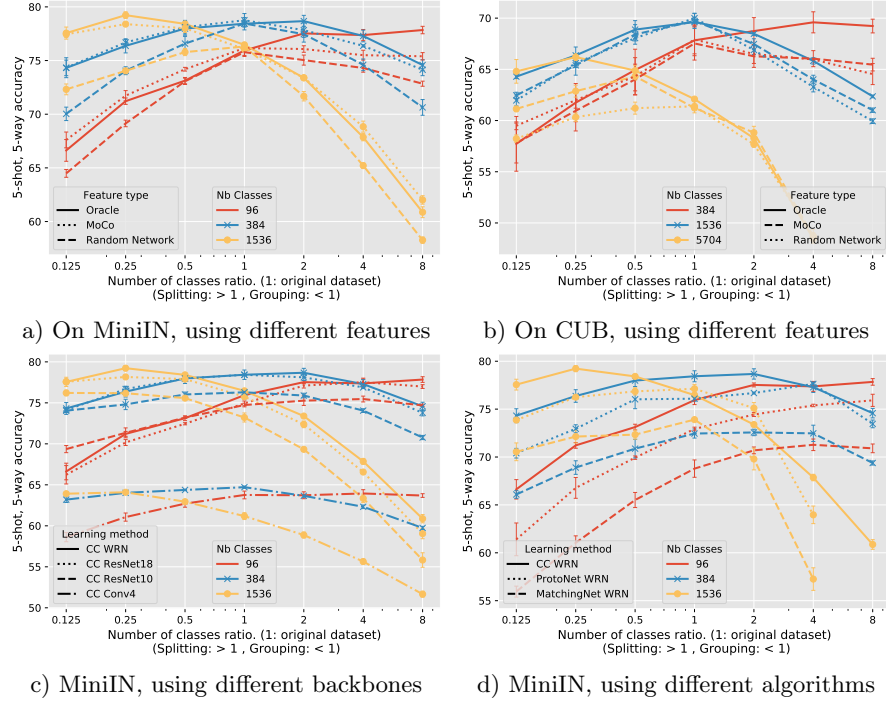 80
75
70
65
60
5-shot, 5-way accuracy
Feature type
Oracle
MoCo
Random Network
Nb Classes
96
384
1536
0.125 0.25 0.5 1 2 4 8
Number of classes ratio. (1: original dataset)
(Splitting: > 1 , Grouping: < 1)
a) On MiniIN, using different features
70
65
60
55
50
5-shot, 5-way accuracy
Nb Classes
384
1536
5704
Feature type
Oracle
MoCo
Random Network
0.125 0.25 0.5 1 2 4 8
Number of classes ratio. (1: original dataset)
(Splitting: > 1 , Grouping: < 1)
b) On CUB, using different features
80
75
70
65
60
55
50
5-shot, 5-way accuracy
Learning method
CC WRN
CC ResNet18
CC ResNet10
CC Conv4
Nb Classes
96
384
1536
0.125 0.25 0.5 1 2 4 8
Number of classes ratio. (1: original dataset)
(Splitting: > 1 , Grouping: < 1)
c) MiniIN, using different backbones
80
75
70
65
60
55
5-shot, 5-way accuracy
Learning method
CC WRN
ProtoNet WRN
MatchingNet WRN
Nb Classes
96
384
1536
0.125 0.25 0.5 1 2 4 8
Number of classes ratio. (1: original dataset)
(Splitting: > 1 , Grouping: < 1)
d) MiniIN, using different algorithms